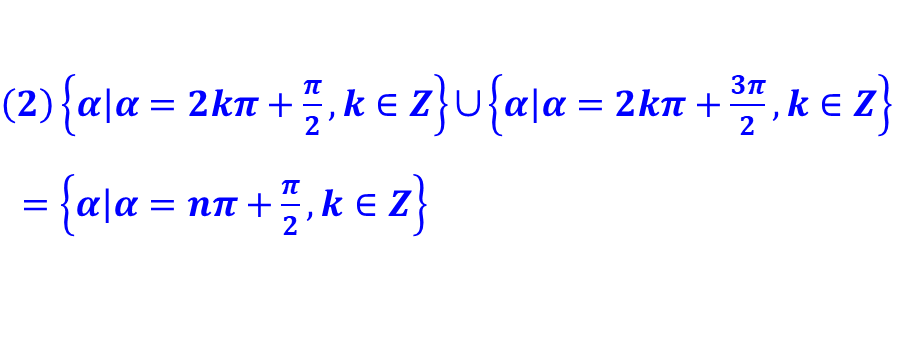 (2) {α|α = 2kπ + π/2, k ∈ Z} ∪ {α|α = 2kπ + 3π/2, k ∈ Z}
= {α|α = nπ + π/2, k ∈ Z}